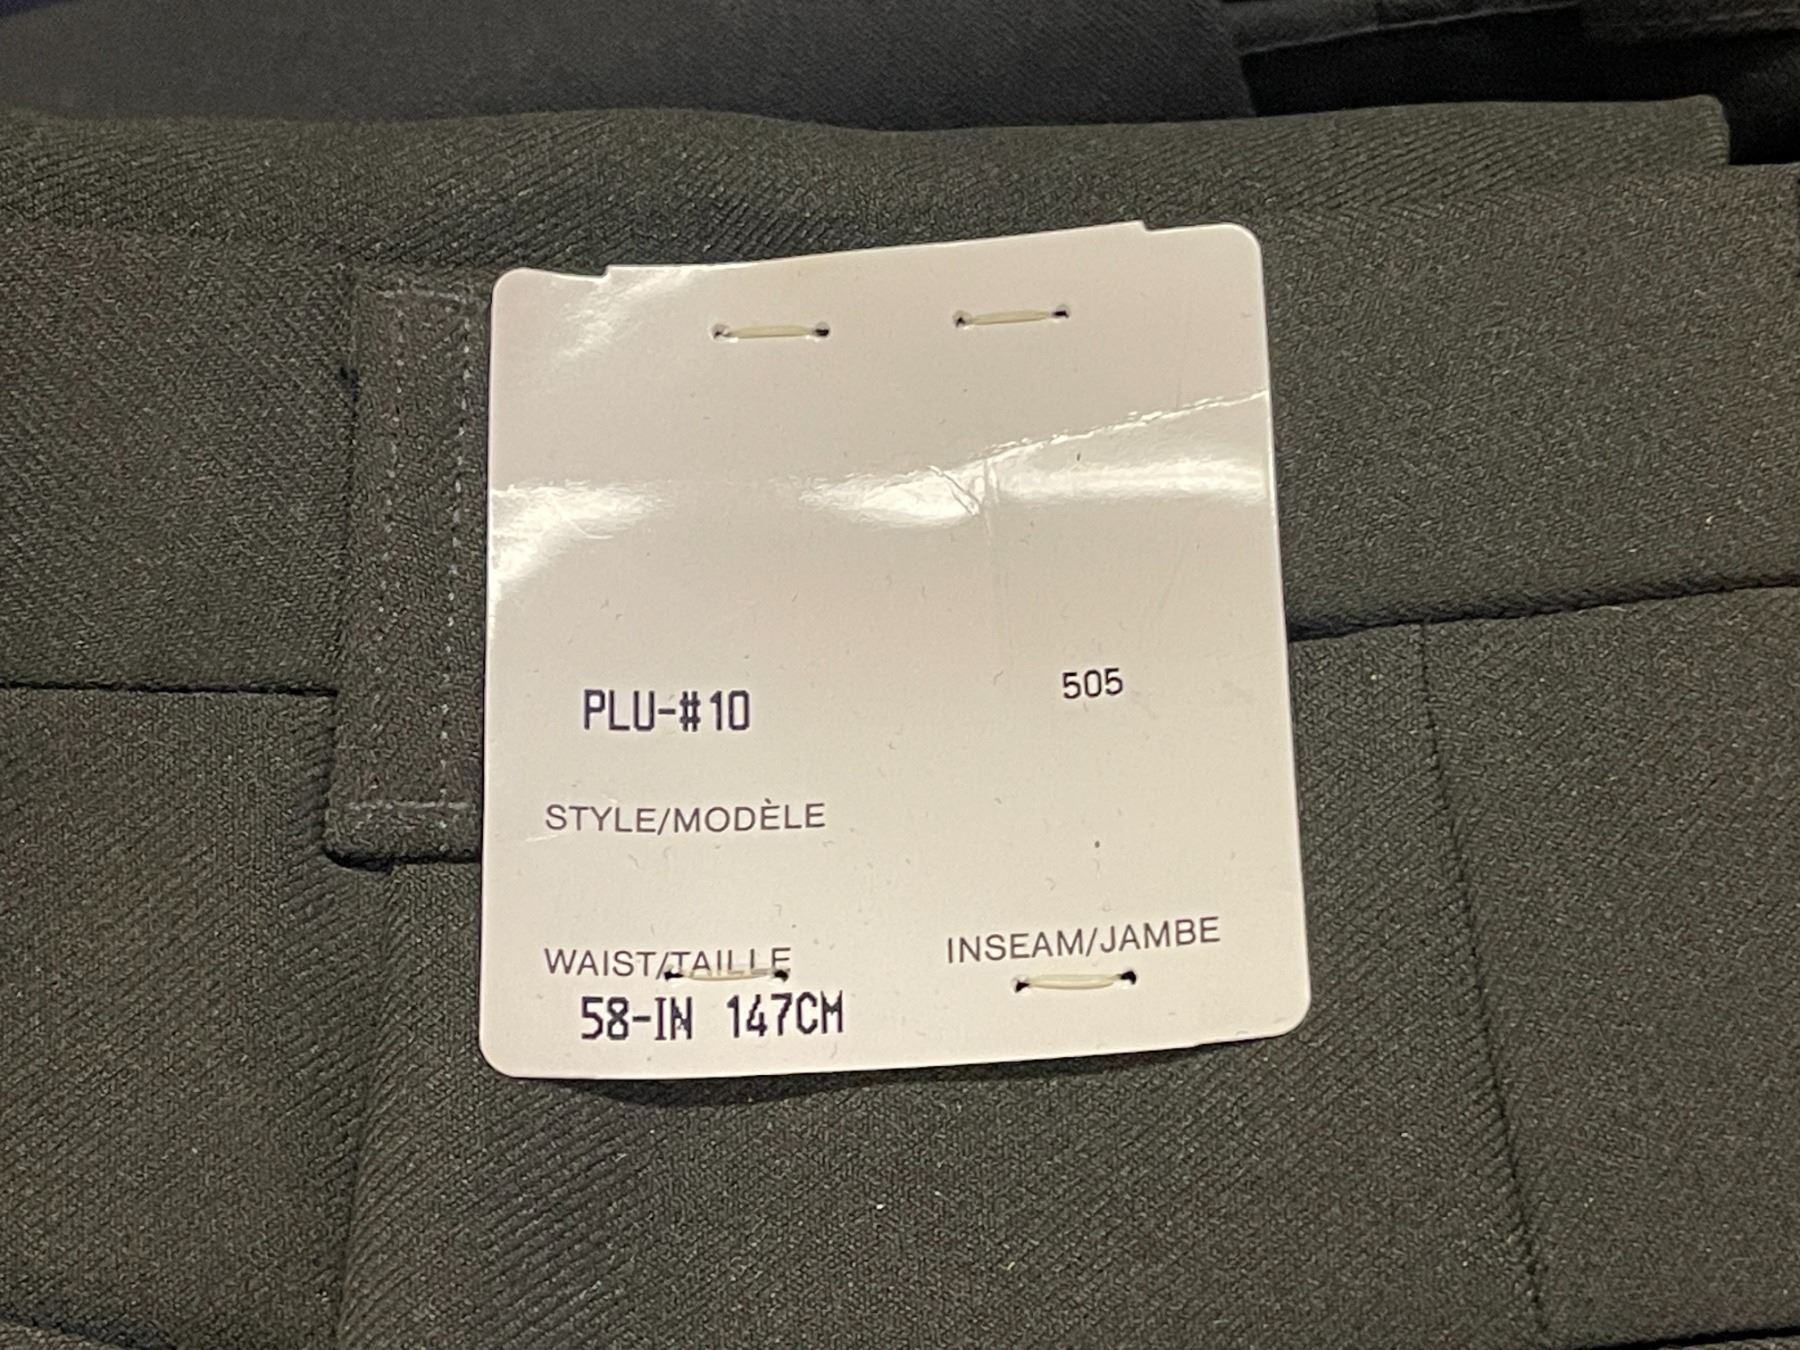 PLU-#10 505
STYLE/MODÈLE
WAIST/TAILLE INSEAM/JAMBE
58-IN 147CM